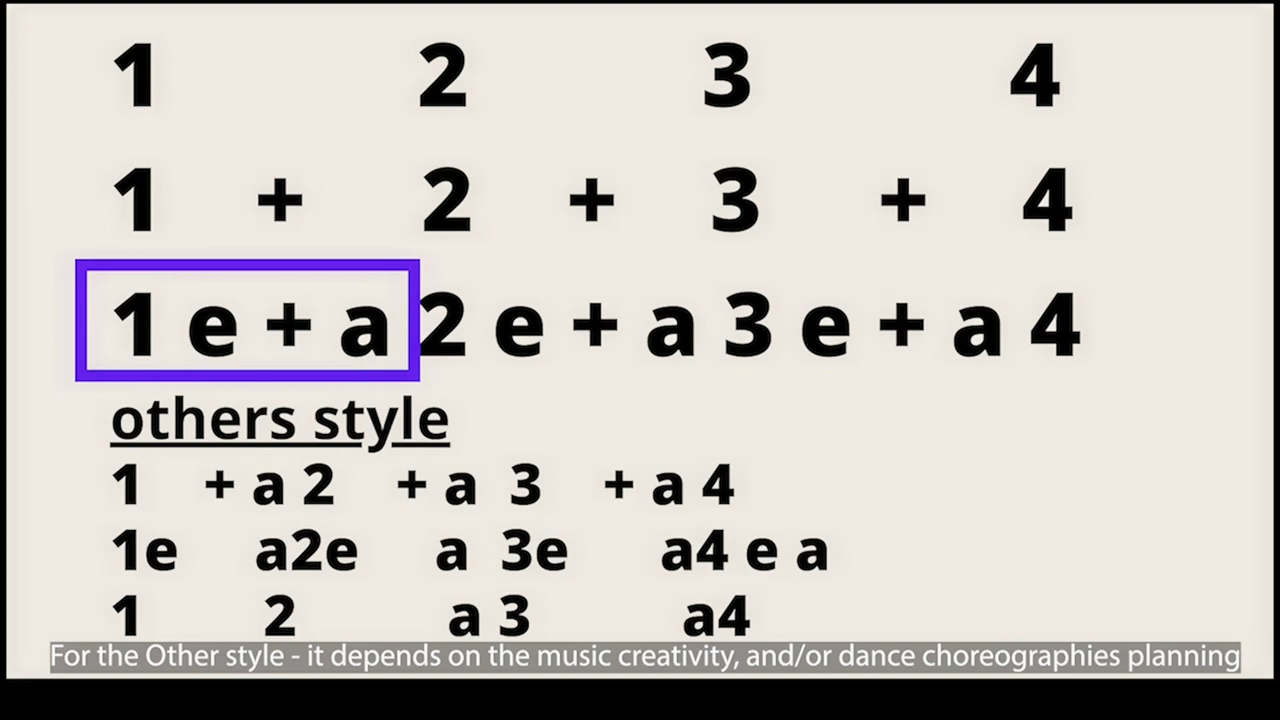 1 2 3 4
1 + 2 + 3 + 4
1 e + a 2 e + a 3 e + a 4
others style
1 + a 2 + a 3 + a 4
1e a2e a 3e a4 e a
1 2 a 3 a4
For the Other style - it depends on the music creativity, and/or dance choreographies planning